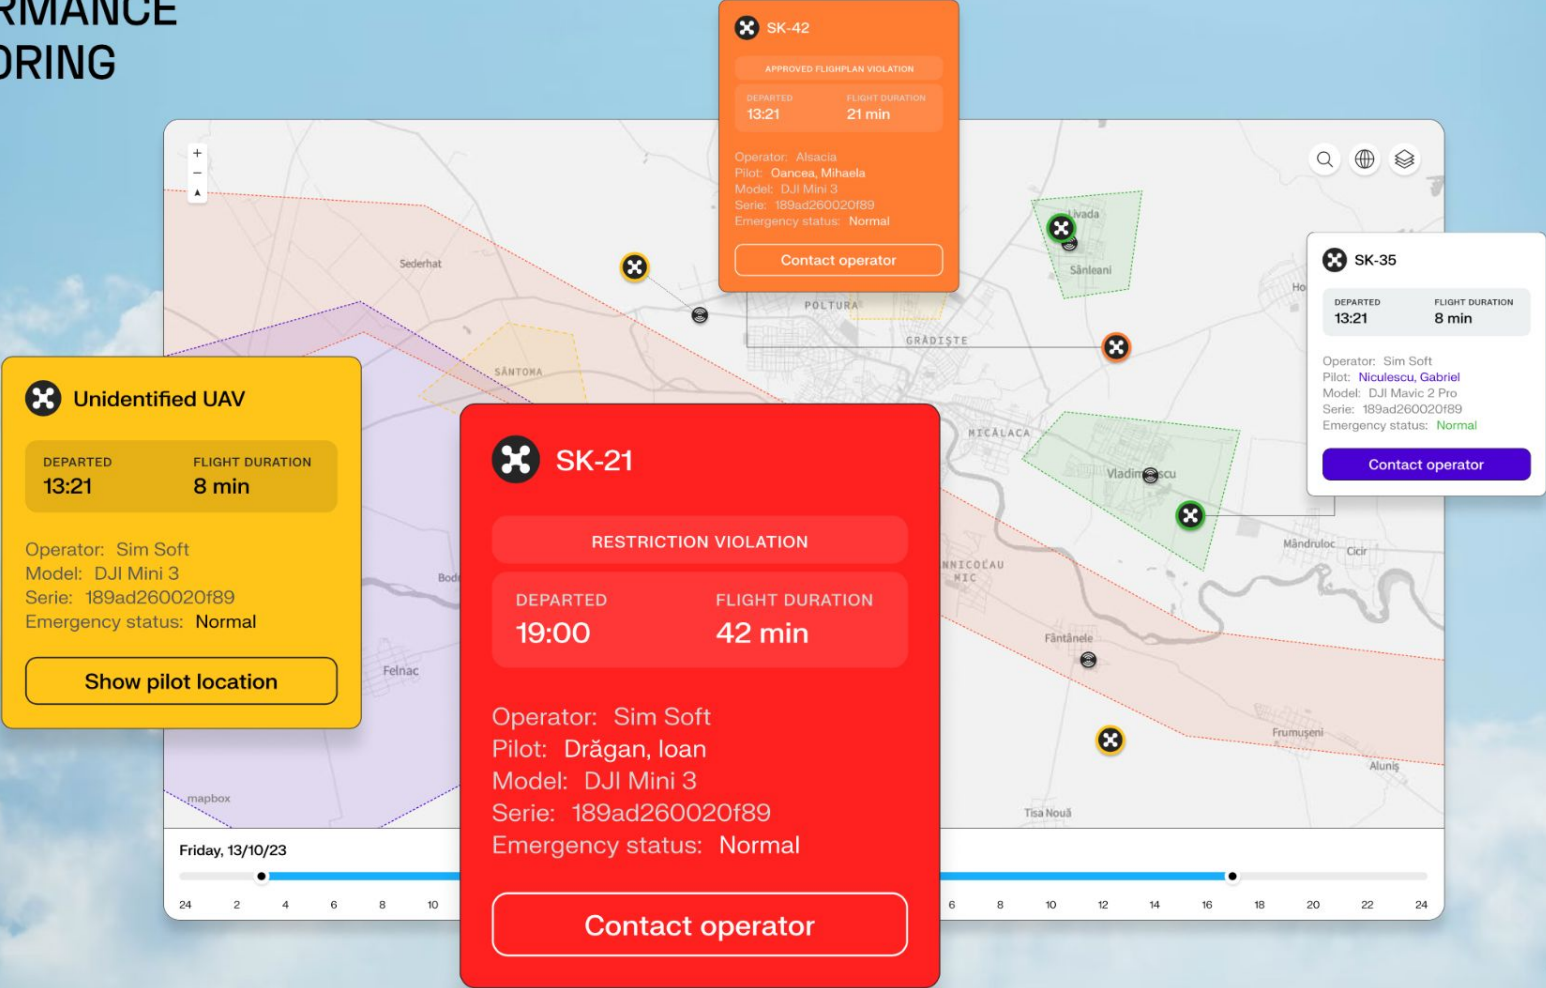 RMANCE
ORING
SK-42
APPROVED FLIGHPLAN VIOLATION
DEPARTED FLIGHT DURATION
13:21 21 min
Operator: Alsacia
Pilot: Oancea, Mihaela
Model: DJI Mini 3
Serie: 189ad260020f89
Emergency status: Normal
Contact operator
+
−
Livada
Sânleani
Sederhat
POLTURA
GRĂDIȘTE
SÂNTOMA
MICĂLACA
Ho
SK-35
DEPARTED FLIGHT DURATION
13:21 8 min
Operator: Sim Soft
Pilot: Niculescu, Gabriel
Model: DJI Mavic 2 Pro
Serie: 189ad260020f89
Emergency status: Normal
Contact operator
Unidentified UAV
DEPARTED FLIGHT DURATION
13:21 8 min
Operator: Sim Soft
Model: DJI Mini 3
Serie: 189ad260020f89
Emergency status: Normal
Show pilot location
SK-21
RESTRICTION VIOLATION
DEPARTED FLIGHT DURATION
19:00 42 min
Operator: Sim Soft
Pilot: Drăgan, Ioan
Model: DJI Mini 3
Serie: 189ad260020f89
Emergency status: Normal
Contact operator
Mândruloc
Cicir
NNICOLAU
MIC
Bod
Felnac
Fântânele
Frumușeni
Aluniș
Tisa Nouă
mapbox
Friday, 13/10/23
24 2 4 6 8 10 6 8 10 12 14 16 18 20 22 24